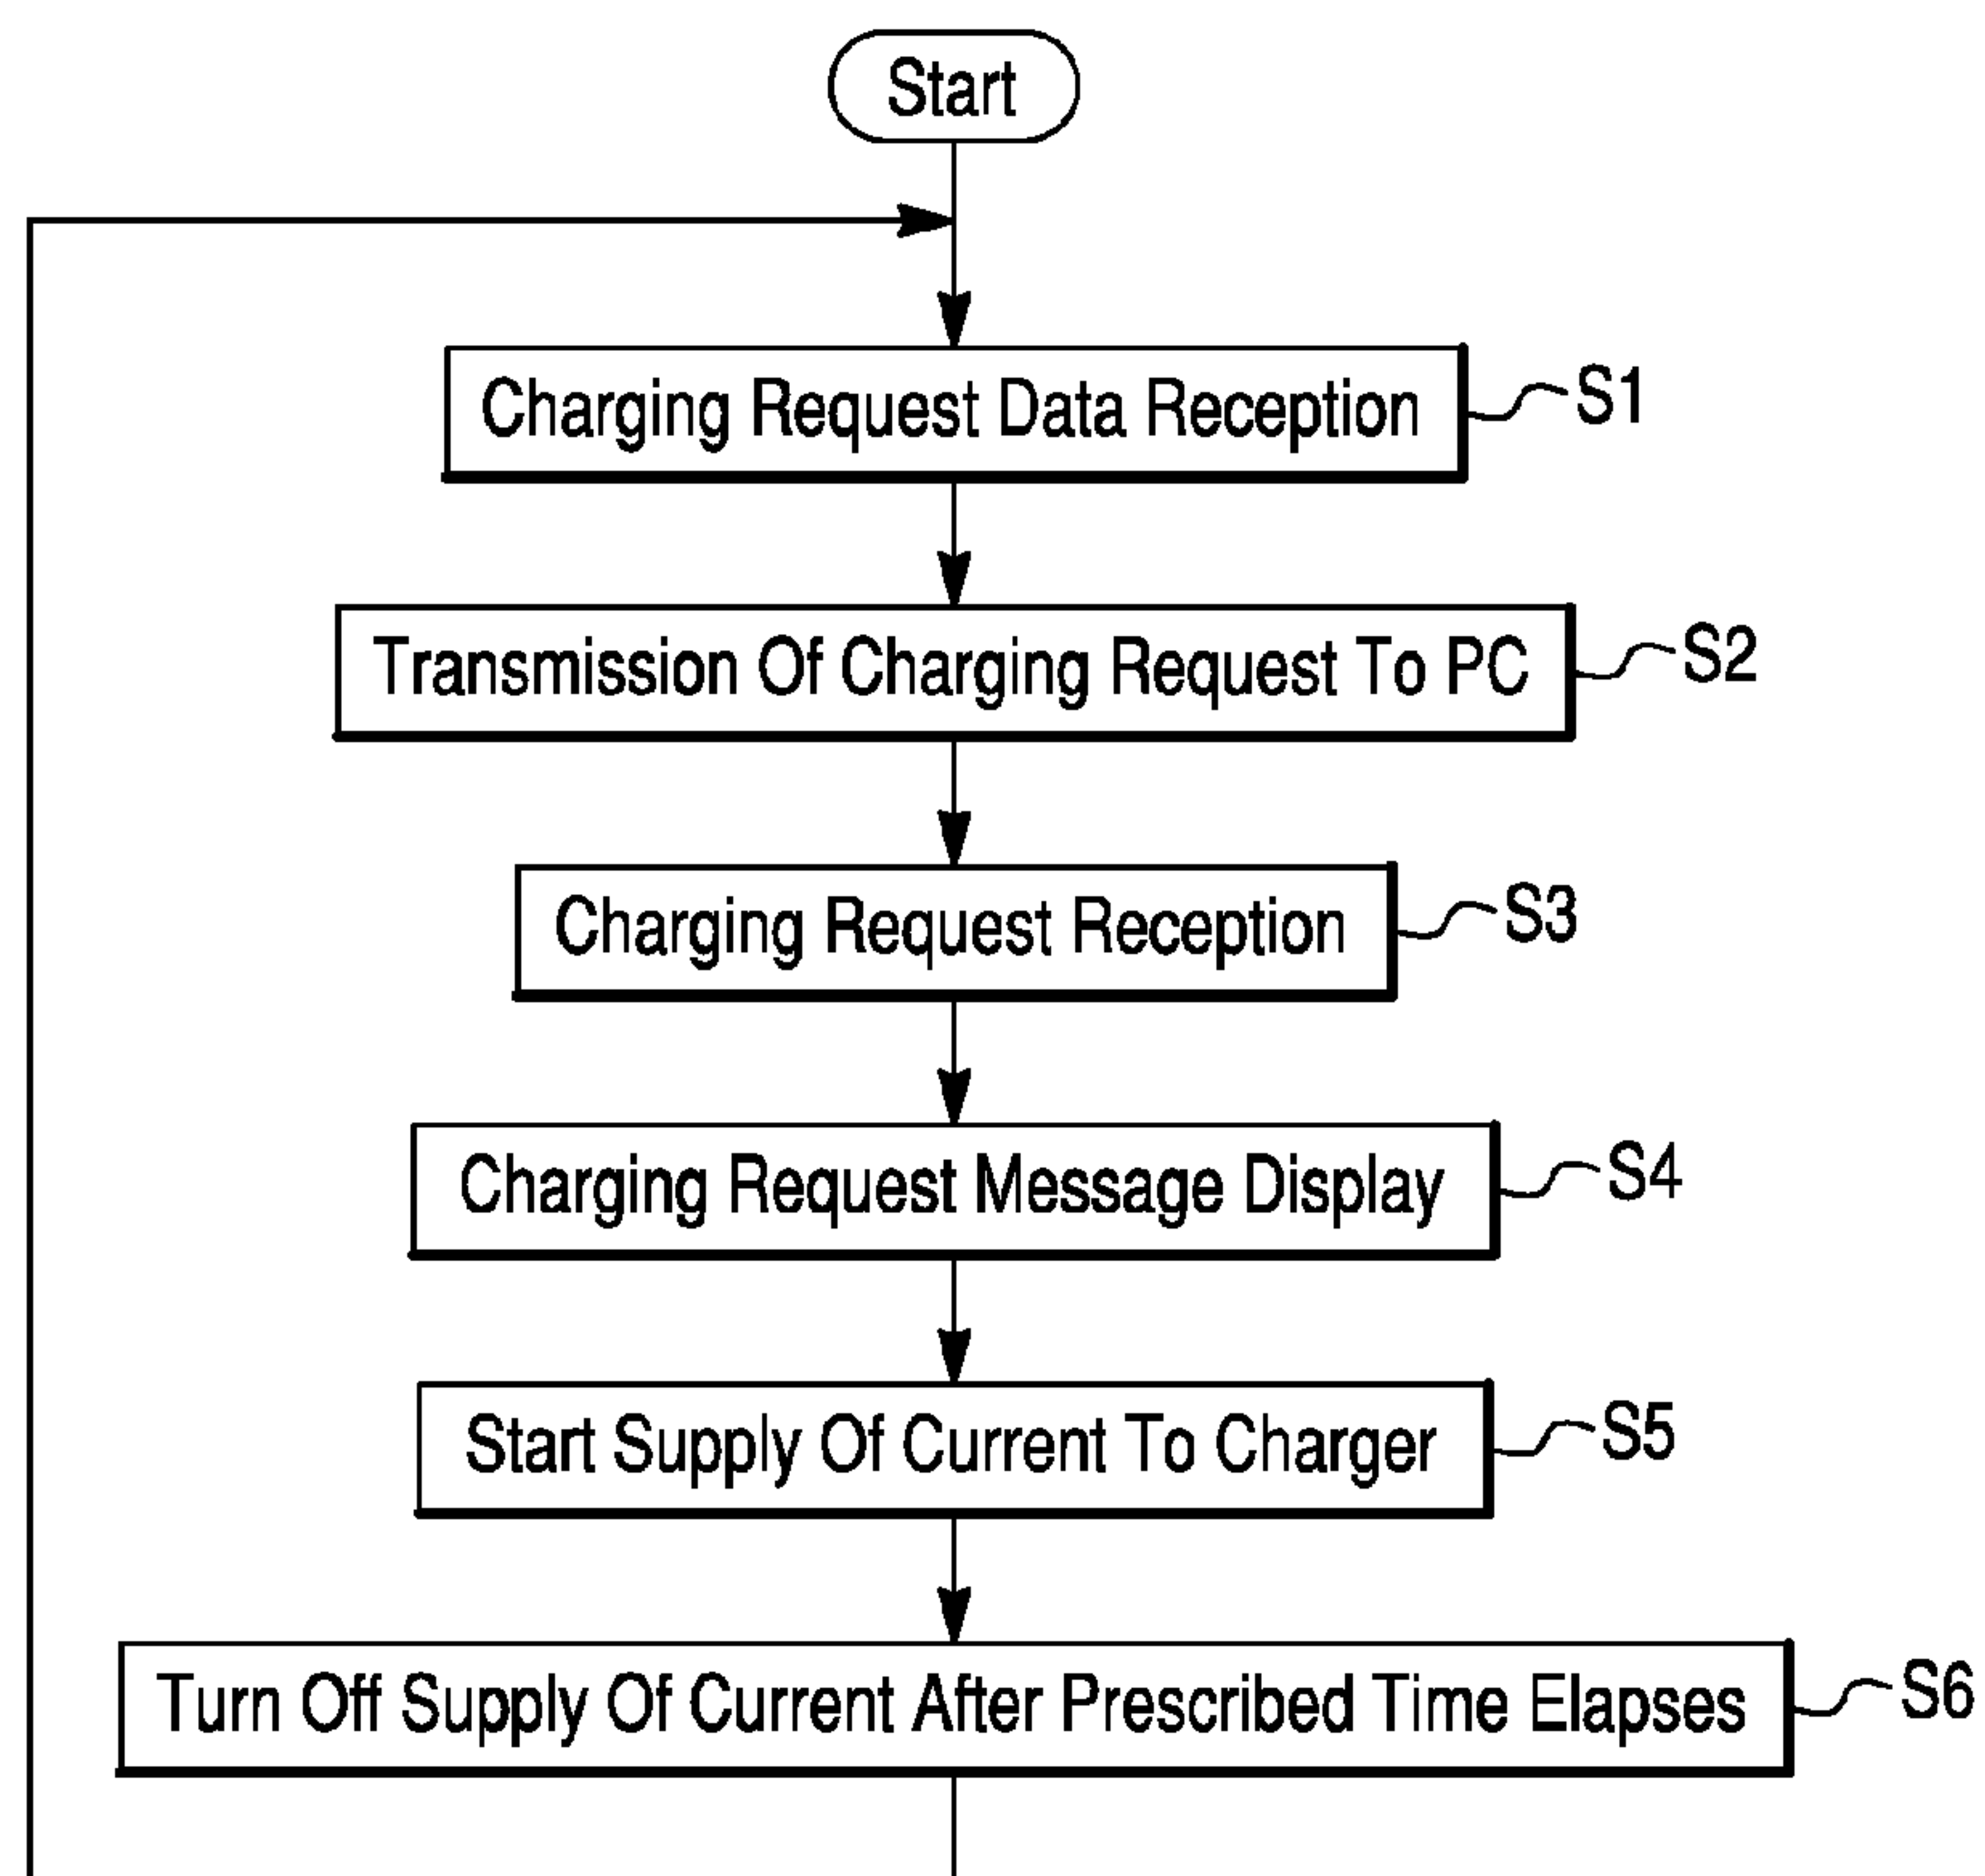 Start
Charging Request Data Reception
S1
Transmission Of Charging Request To PC
S2
Charging Request Reception
S3
Charging Request Message Display
S4
Start Supply Of Current To Charger
S5
Turn Off Supply Of Current After Prescribed Time Elapses
S6